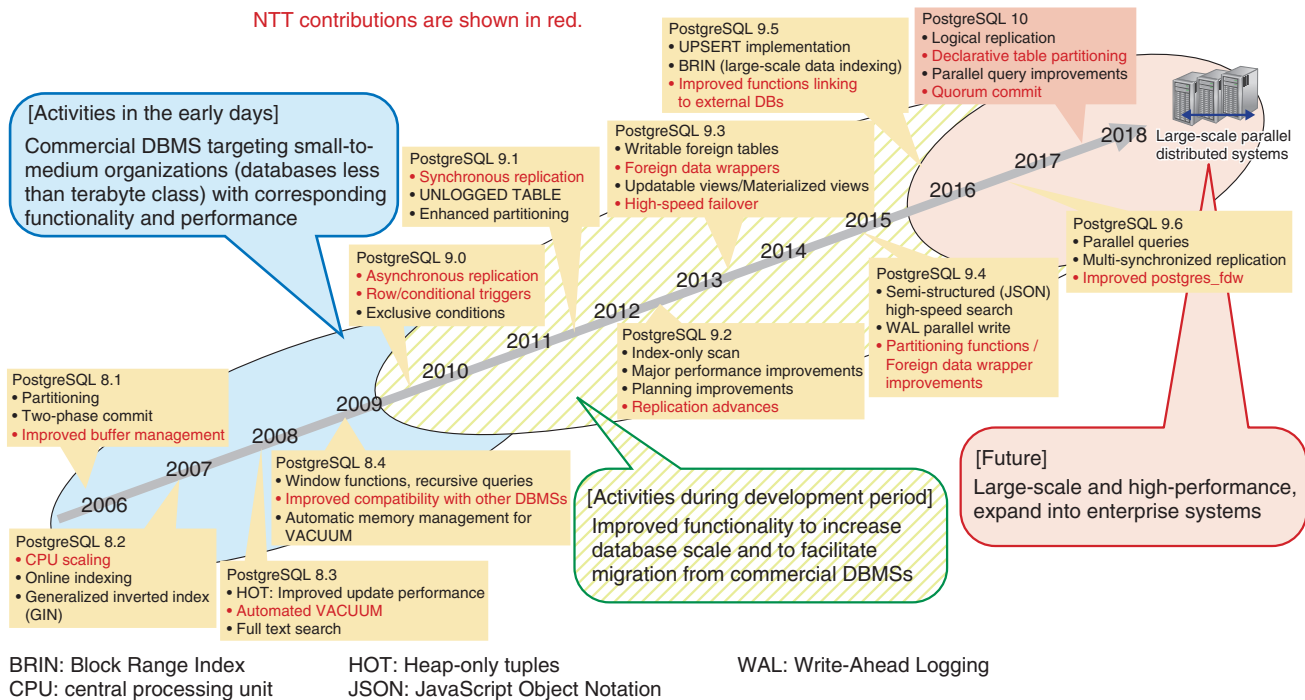 NTT contributions are shown in red.
[Activities in the early days]
Commercial DBMS targeting small-to-
medium organizations (databases less
than terabyte class) with corresponding
functionality and performance
PostgreSQL 8.1
• Partitioning
• Two-phase commit
• Improved buffer management
PostgreSQL 8.2
• CPU scaling
• Online indexing
• Generalized inverted index
(GIN)
PostgreSQL 8.3
• HOT: Improved update performance
• Automated VACUUM
• Full text search
PostgreSQL 8.4
• Window functions, recursive queries
• Improved compatibility with other DBMSs
• Automatic memory management for
VACUUM
PostgreSQL 9.0
• Asynchronous replication
• Row/conditional triggers
• Exclusive conditions
PostgreSQL 9.1
• Synchronous replication
• UNLOGGED TABLE
• Enhanced partitioning
PostgreSQL 9.2
• Index-only scan
• Major performance improvements
• Planning improvements
• Replication advances
PostgreSQL 9.3
• Writable foreign tables
• Foreign data wrappers
• Updatable views/Materialized views
• High-speed failover
PostgreSQL 9.4
• Semi-structured (JSON)
high-speed search
• WAL parallel write
• Partitioning functions /
Foreign data wrapper
improvements
PostgreSQL 9.5
• UPSERT implementation
• BRIN (large-scale data indexing)
• Improved functions linking
to external DBs
PostgreSQL 9.6
• Parallel queries
• Multi-synchronized replication
• Improved postgres_fdw
PostgreSQL 10
• Logical replication
• Declarative table partitioning
• Parallel query improvements
• Quorum commit
2006
2007
2008
2009
2010
2011
2012
2013
2014
2015
2016
2017
2018
Large-scale parallel
distributed systems
[Activities during development period]
Improved functionality to increase
database scale and to facilitate
migration from commercial DBMSs
[Future]
Large-scale and high-performance,
expand into enterprise systems
BRIN: Block Range Index
CPU: central processing unit
HOT: Heap-only tuples
JSON: JavaScript Object Notation
WAL: Write-Ahead Logging